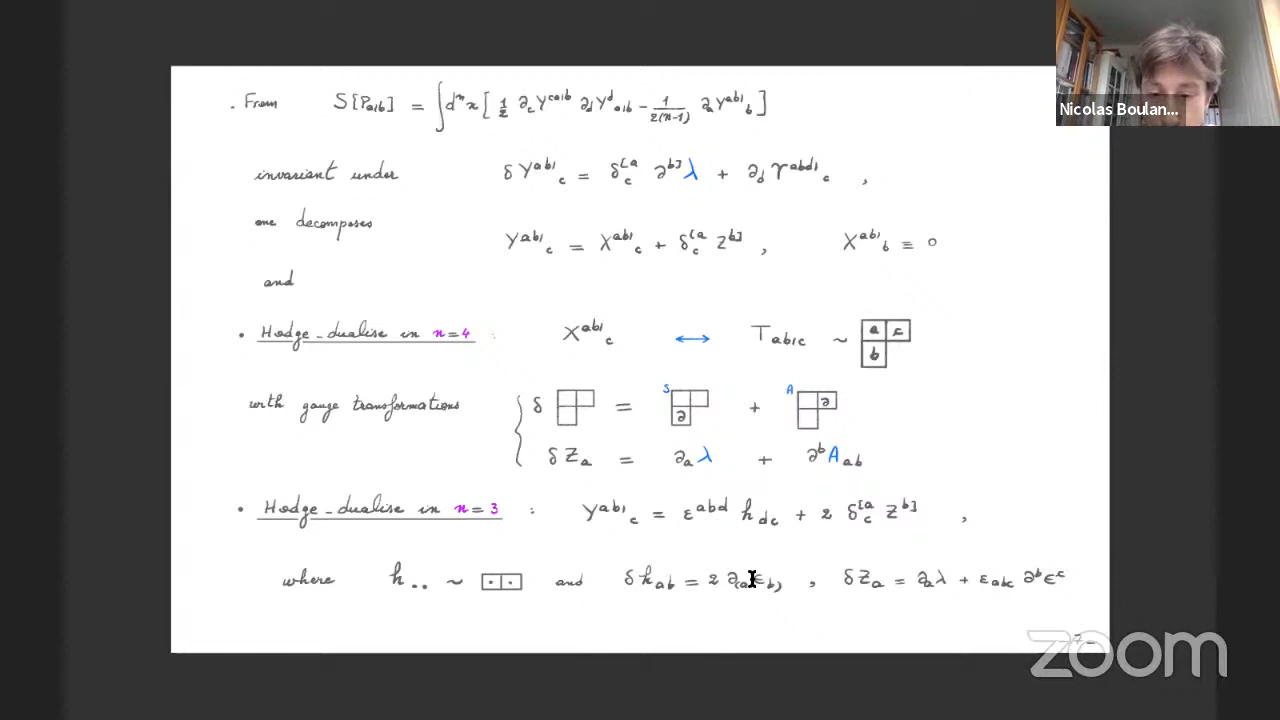 . From S[P_{a|b}] = ∫ dⁿx [ 1/2 ∂_c Y^{ca|b} ∂_d Y^d_{a|b} - 1/(2(n-1)) ∂_a Y^{ab|}_b ]
invariant under δY^{ab|}_c = δ_c^{[a} ∂^{b]} λ + ∂_d Υ^{abd|}_c ,
one decomposes
Y^{ab|}_c = X^{ab|}_c + δ_c^{[a} Z^{b]} , X^{ab|}_b ≡ 0
and
• Hodge-dualise in n=4 : X^{ab|}_c ↔ T_{ab|c} ~ a c b
with gauge transformations { δ = S ∂ + A ∂
δ Z_a = ∂_a λ + ∂^b A_{ab}
• Hodge-dualise in n=3 : Y^{ab|}_c = ε^{abd} h_{dc} + 2 δ_c^{[a} Z^{b]} ,
where h.. ~ . . and δh_{ab} = 2 ∂_{(a} ε_{b)} , δZ_a = ∂_a λ + ε_{abc} ∂^b ε^c
Nicolas Boulan...
zoom